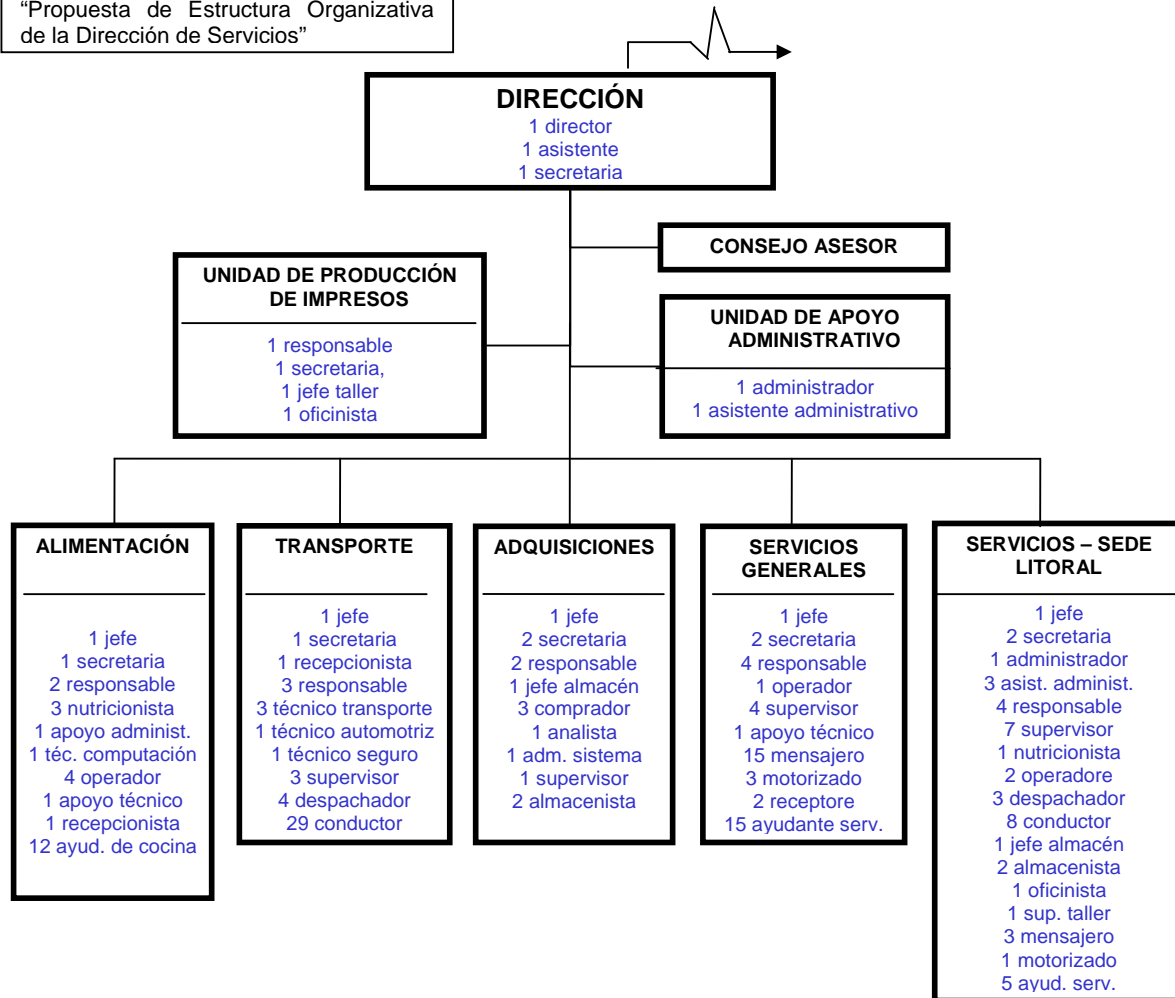 “Propuesta de Estructura Organizativa
de la Dirección de Servicios”
DIRECCIÓN
1 director
1 asistente
1 secretaria
CONSEJO ASESOR
UNIDAD DE PRODUCCIÓN
DE IMPRESOS
1 responsable
1 secretaria,
1 jefe taller
1 oficinista
UNIDAD DE APOYO
ADMINISTRATIVO
1 administrador
1 asistente administrativo
ALIMENTACIÓN
1 jefe
1 secretaria
2 responsable
3 nutricionista
1 apoyo administ.
1 téc. computación
4 operador
1 apoyo técnico
1 recepcionista
12 ayud. de cocina
TRANSPORTE
1 jefe
1 secretaria
1 recepcionista
3 responsable
3 técnico transporte
1 técnico automotriz
1 técnico seguro
3 supervisor
4 despachador
29 conductor
ADQUISICIONES
1 jefe
2 secretaria
2 responsable
1 jefe almacén
3 comprador
1 analista
1 adm. sistema
1 supervisor
2 almacenista
SERVICIOS
GENERALES
1 jefe
2 secretaria
4 responsable
1 operador
4 supervisor
1 apoyo técnico
15 mensajero
3 motorizado
2 receptore
15 ayudante serv.
SERVICIOS – SEDE
LITORAL
1 jefe
2 secretaria
1 administrador
3 asist. administ.
4 responsable
7 supervisor
1 nutricionista
2 operadore
3 despachador
8 conductor
1 jefe almacén
2 almacenista
1 oficinista
1 sup. taller
3 mensajero
1 motorizado
5 ayud. serv.